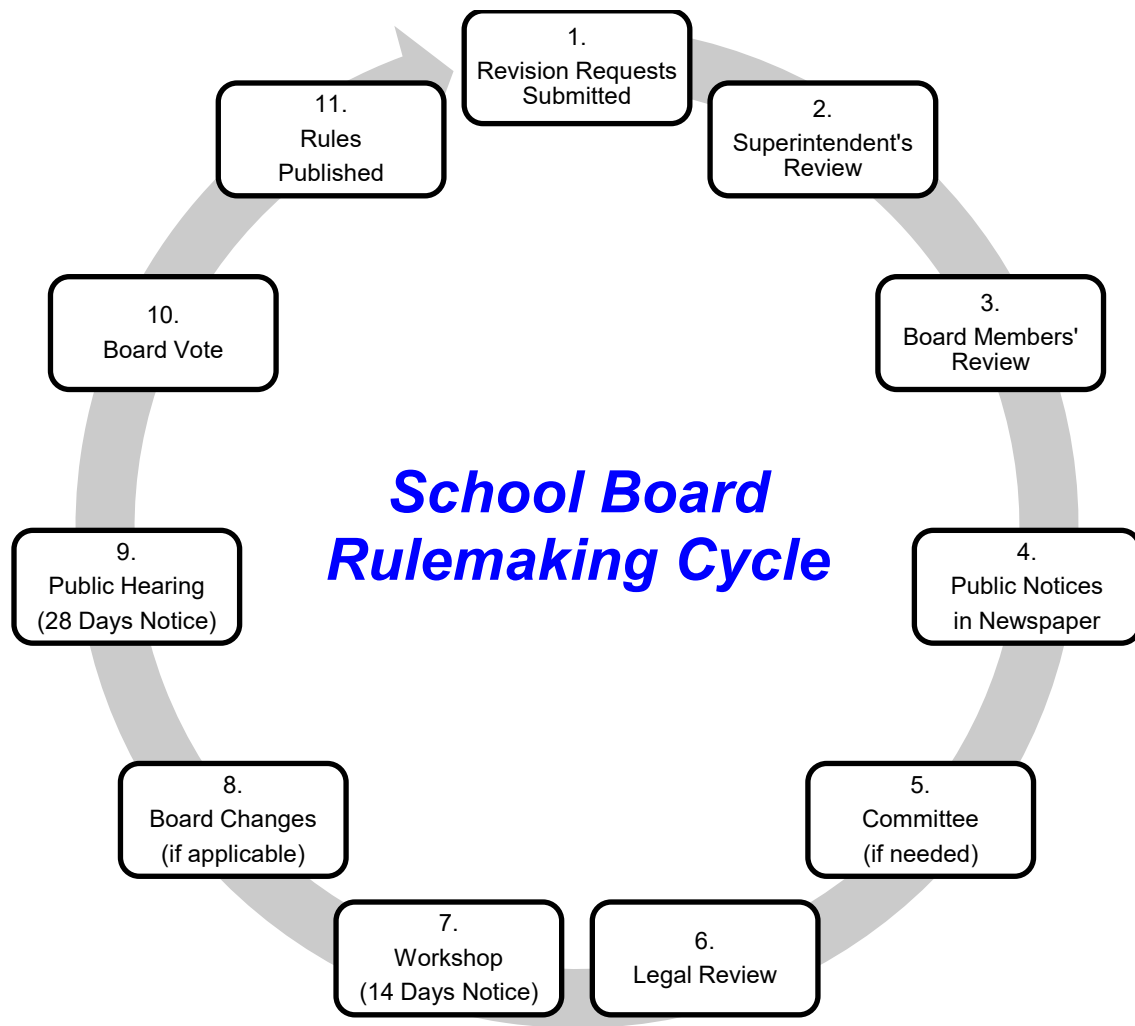 1.
Revision Requests
Submitted
2.
Superintendent's
Review
3.
Board Members'
Review
4.
Public Notices
in Newspaper
5.
Committee
(if needed)
6.
Legal Review
7.
Workshop
(14 Days Notice)
8.
Board Changes
(if applicable)
9.
Public Hearing
(28 Days Notice)
10.
Board Vote
11.
Rules
Published
School Board
Rulemaking Cycle